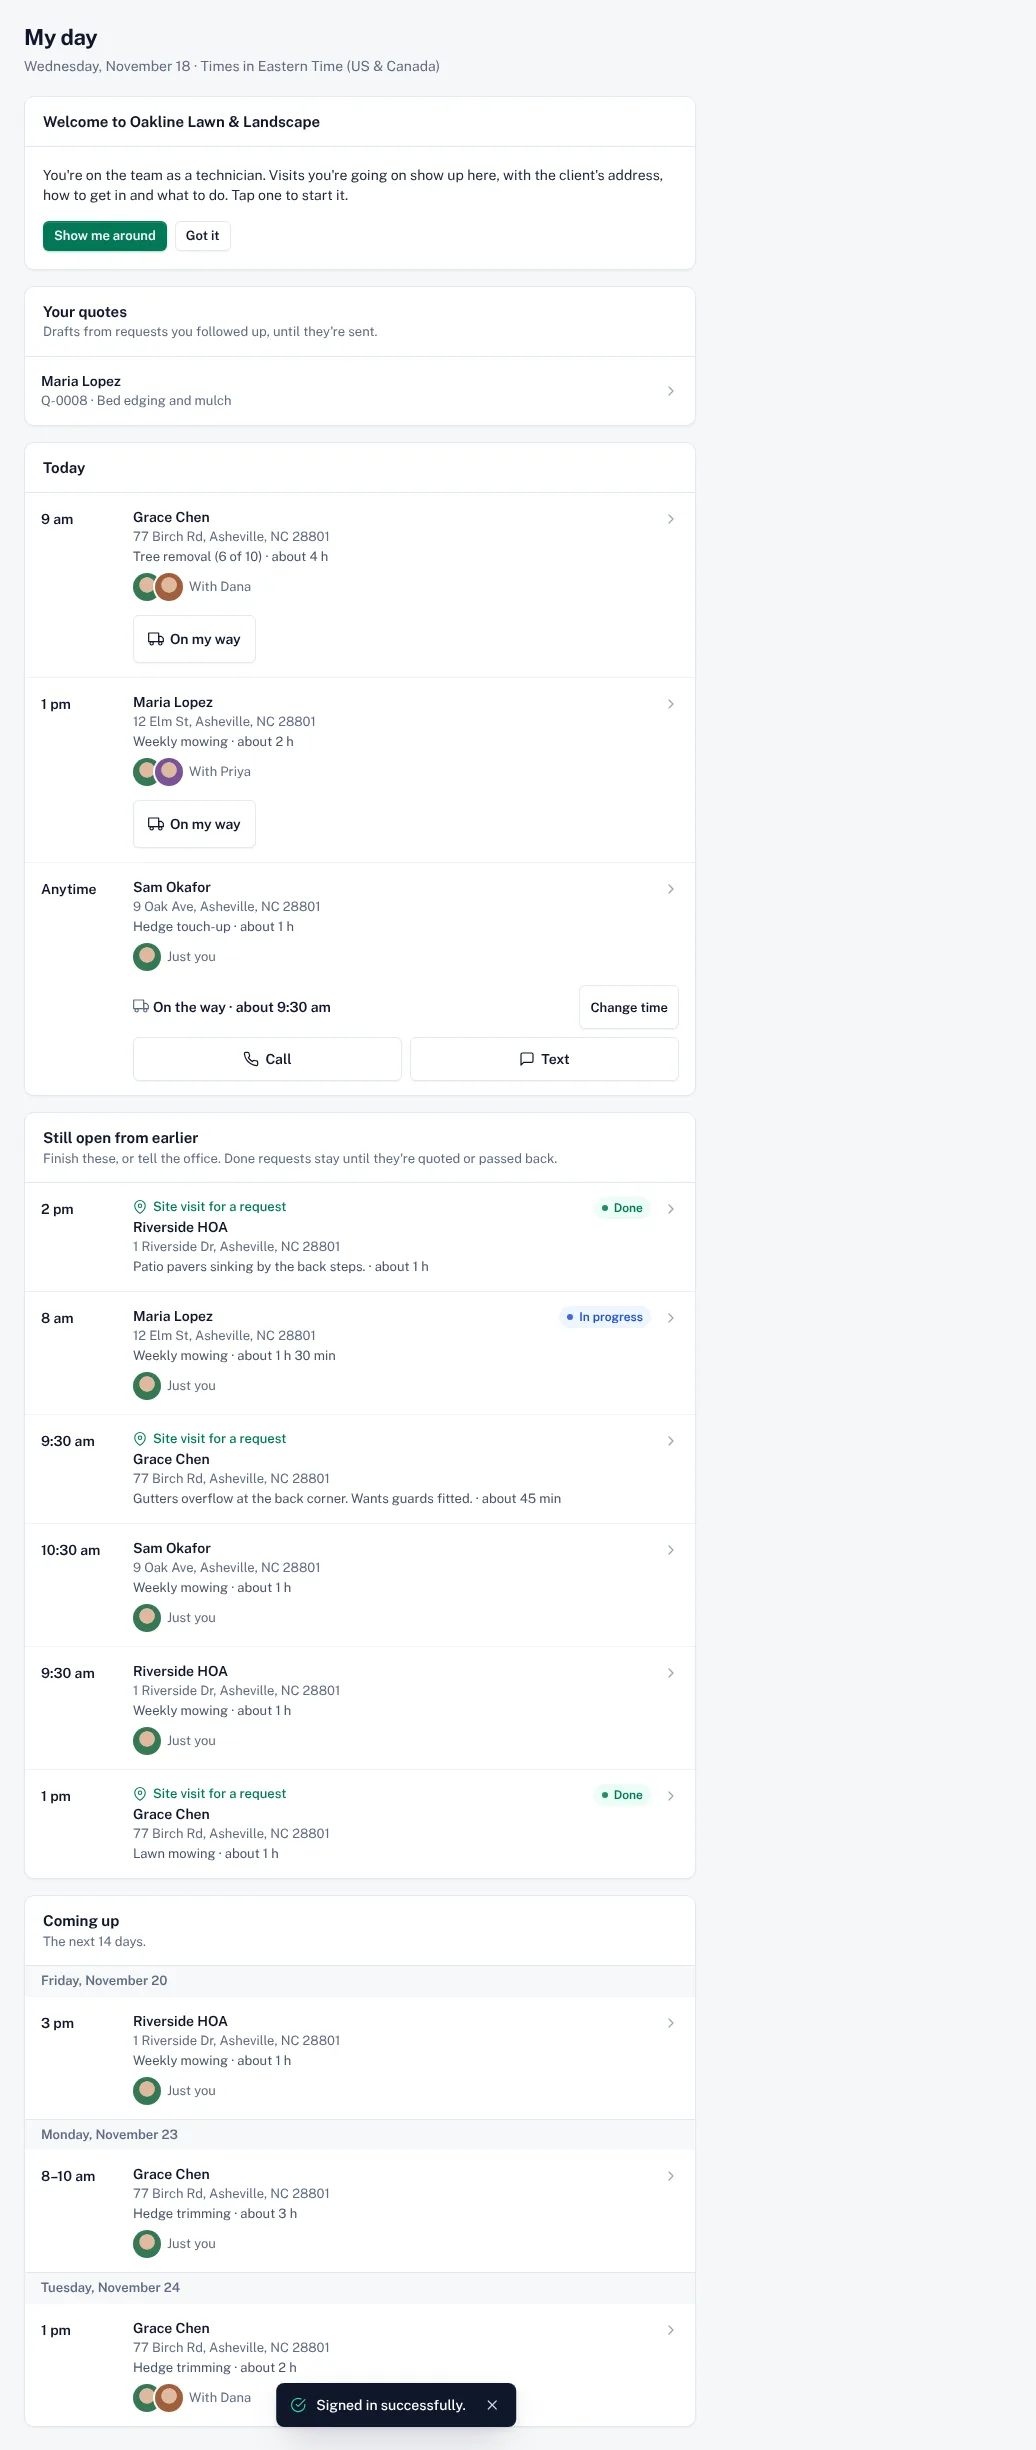 My day
Wednesday, November 18 · Times in Eastern Time (US & Canada)
Welcome to Oakline Lawn & Landscape
You're on the team as a technician. Visits you're going on show up here, with the client's address,
how to get in and what to do. Tap one to start it.
Show me around
Got it
Your quotes
Drafts from requests you followed up, until they're sent.
Maria Lopez
Q-0008 · Bed edging and mulch
Today
9 am
Grace Chen
77 Birch Rd, Asheville, NC 28801
Tree removal (6 of 10) · about 4 h
With Dana
On my way
1 pm
Maria Lopez
12 Elm St, Asheville, NC 28801
Weekly mowing · about 2 h
With Priya
On my way
Anytime
Sam Okafor
9 Oak Ave, Asheville, NC 28801
Hedge touch-up · about 1 h
Just you
On the way · about 9:30 am
Change time
Call
Text
Still open from earlier
Finish these, or tell the office. Done requests stay until they're quoted or passed back.
2 pm
Site visit for a request
Done
Riverside HOA
1 Riverside Dr, Asheville, NC 28801
Patio pavers sinking by the back steps. · about 1 h
8 am
Maria Lopez
In progress
12 Elm St, Asheville, NC 28801
Weekly mowing · about 1 h 30 min
Just you
9:30 am
Site visit for a request
Grace Chen
77 Birch Rd, Asheville, NC 28801
Gutters overflow at the back corner. Wants guards fitted. · about 45 min
10:30 am
Sam Okafor
9 Oak Ave, Asheville, NC 28801
Weekly mowing · about 1 h
Just you
9:30 am
Riverside HOA
1 Riverside Dr, Asheville, NC 28801
Weekly mowing · about 1 h
Just you
1 pm
Site visit for a request
Done
Grace Chen
77 Birch Rd, Asheville, NC 28801
Lawn mowing · about 1 h
Coming up
The next 14 days.
Friday, November 20
3 pm
Riverside HOA
1 Riverside Dr, Asheville, NC 28801
Weekly mowing · about 1 h
Just you
Monday, November 23
8–10 am
Grace Chen
77 Birch Rd, Asheville, NC 28801
Hedge trimming · about 3 h
Just you
Tuesday, November 24
1 pm
Grace Chen
77 Birch Rd, Asheville, NC 28801
Hedge trimming · about 2 h
With Dana
Signed in successfully.